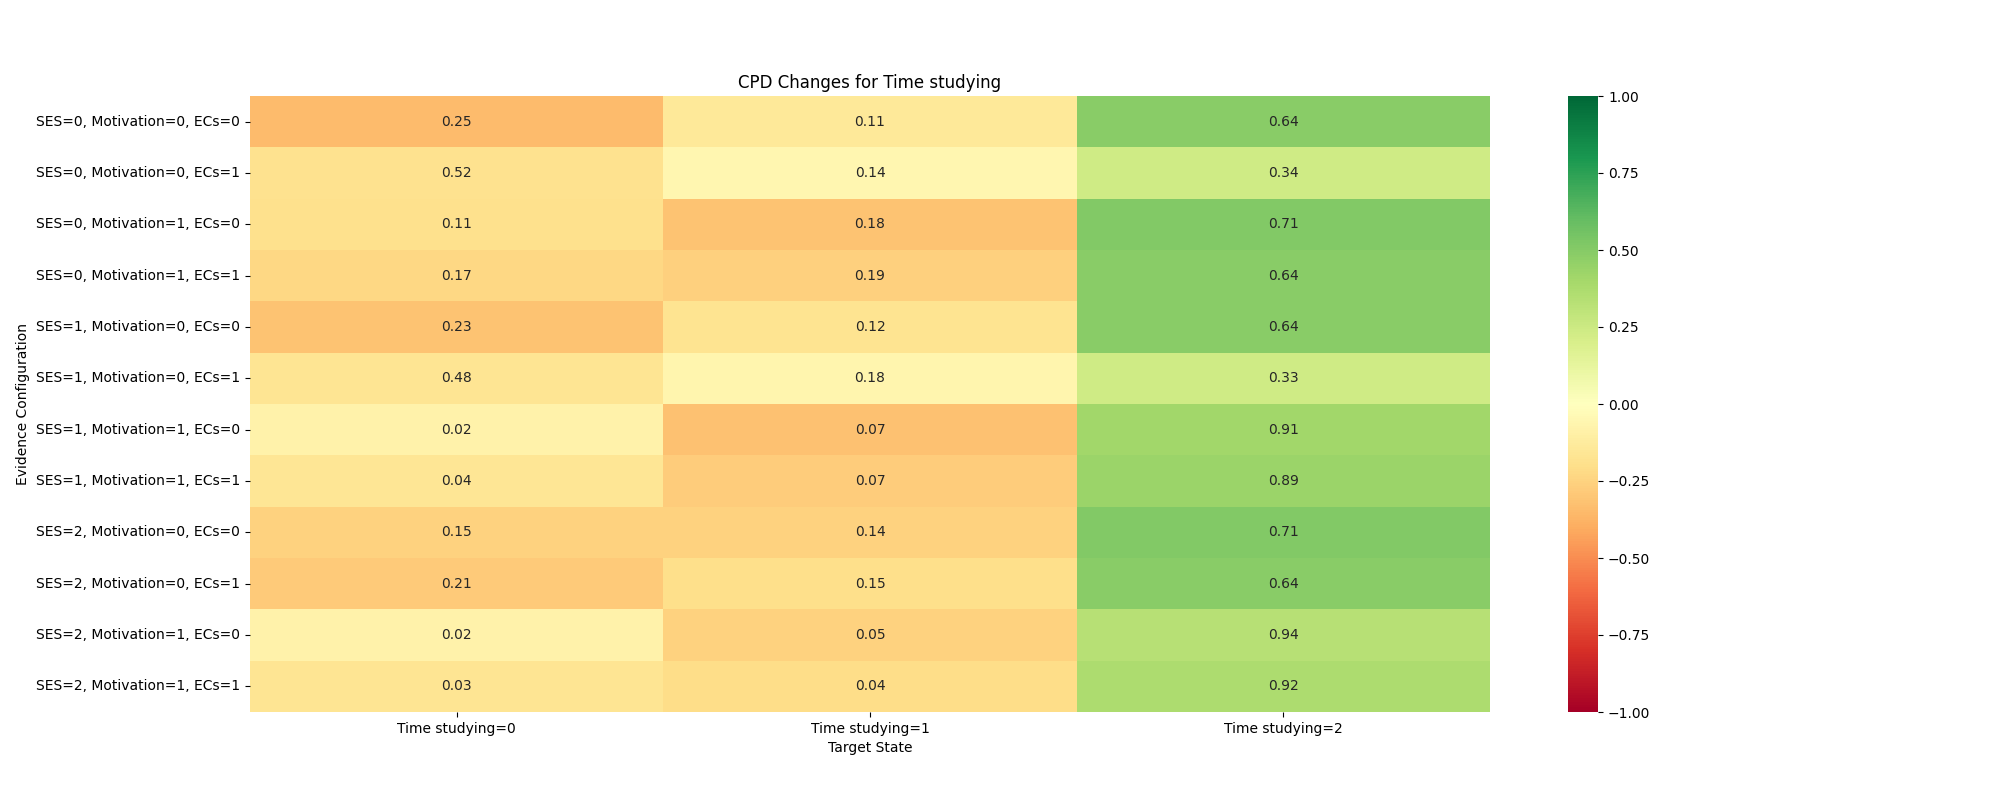 CPD Changes for Time studying
SES=0, Motivation=0, ECs=0 0.25 0.11 0.64
SES=0, Motivation=0, ECs=1 0.52 0.14 0.34
SES=0, Motivation=1, ECs=0 0.11 0.18 0.71
SES=0, Motivation=1, ECs=1 0.17 0.19 0.64
SES=1, Motivation=0, ECs=0 0.23 0.12 0.64
SES=1, Motivation=0, ECs=1 0.48 0.18 0.33
SES=1, Motivation=1, ECs=0 0.02 0.07 0.91
SES=1, Motivation=1, ECs=1 0.04 0.07 0.89
SES=2, Motivation=0, ECs=0 0.15 0.14 0.71
SES=2, Motivation=0, ECs=1 0.21 0.15 0.64
SES=2, Motivation=1, ECs=0 0.02 0.05 0.94
SES=2, Motivation=1, ECs=1 0.03 0.04 0.92
Evidence Configuration
Time studying=0 Time studying=1 Time studying=2
Target State
1.00
0.75
0.50
0.25
0.00
−0.25
−0.50
−0.75
−1.00